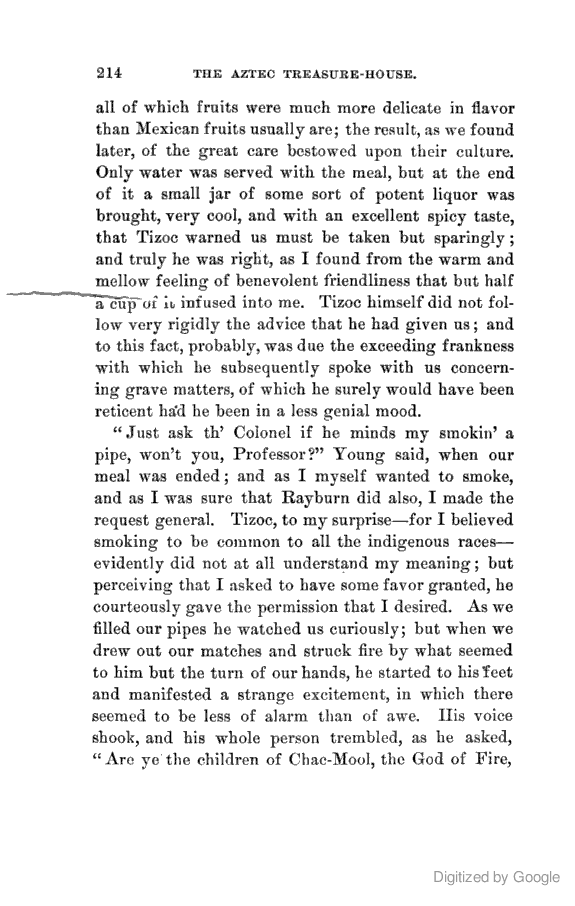 214 THE AZTEC TREASURE-HOUSE.
all of which fruits were much more delicate in flavor
than Mexican fruits usually are; the result, as we found
later, of the great care bestowed upon their culture.
Only water was served with the meal, but at the end
of it a small jar of some sort of potent liquor was
brought, very cool, and with an excellent spicy taste,
that Tizoc warned us must be taken but sparingly;
and truly he was right, as I found from the warm and
mellow feeling of benevolent friendliness that but half
a cup of it infused into me. Tizoc himself did not fol-
low very rigidly the advice that he had given us; and
to this fact, probably, was due the exceeding frankness
with which he subsequently spoke with us concern-
ing grave matters, of which he surely would have been
reticent had he been in a less genial mood.
“Just ask th’ Colonel if he minds my smokin’ a
pipe, won’t you, Professor?” Young said, when our
meal was ended; and as I myself wanted to smoke,
and as I was sure that Rayburn did also, I made the
request general. Tizoc, to my surprise—for I believed
smoking to be common to all the indigenous races—
evidently did not at all understand my meaning; but
perceiving that I asked to have some favor granted, he
courteously gave the permission that I desired. As we
filled our pipes he watched us curiously; but when we
drew out our matches and struck fire by what seemed
to him but the turn of our hands, he started to his feet
and manifested a strange excitement, in which there
seemed to be less of alarm than of awe. His voice
shook, and his whole person trembled, as he asked,
“Are ye the children of Chac-Mool, the God of Fire,
Digitized by Google